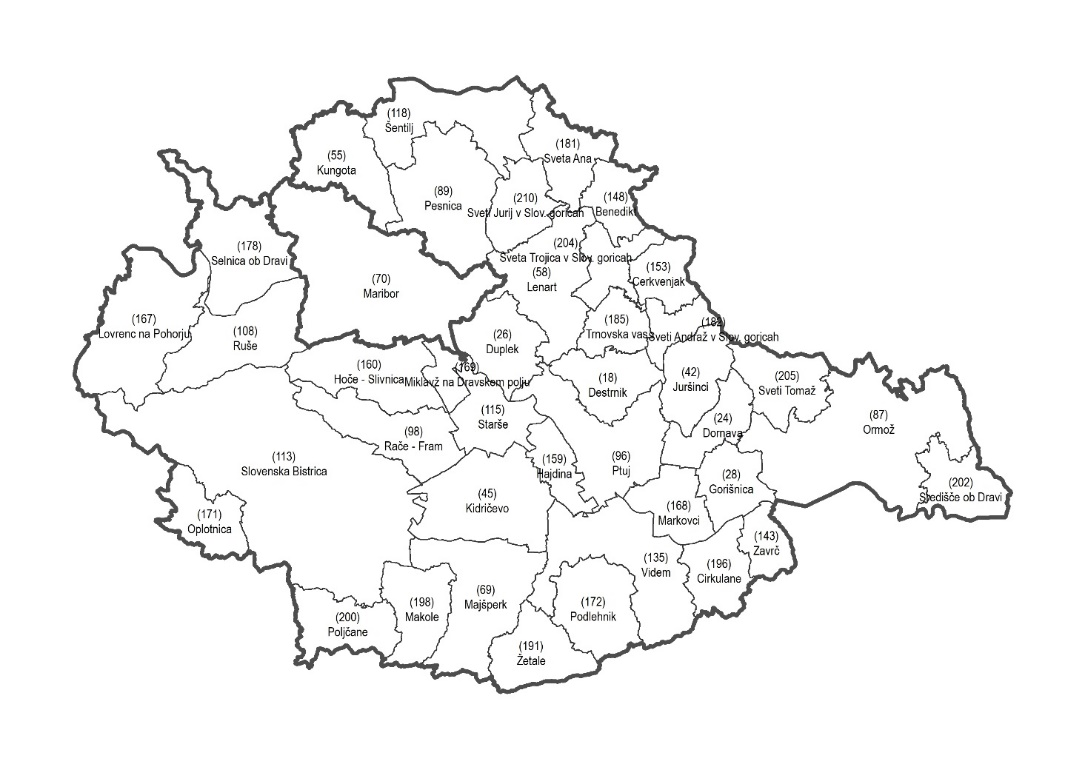 (118)
Šentilj
(181)
Sveta Ana
(55)
Kungota
(89)
Pesnica
(210)
Sveti Jurij v Slov. goricah
(148)
Benedikt
(178)
Selnica ob Dravi
(204)
Sveta Trojica v Slov. goricah
(58)
Lenart
(153)
Cerkvenjak
(70)
Maribor
(167)
Lovrenc na Pohorju
(108)
Ruše
(26)
Duplek
(185)
Trnovska vas
(182)
Sveti Andraž v Slov. goricah
(160)
Hoče - Slivnica
(169)
Miklavž na Dravskem polju
(18)
Destrnik
(42)
Juršinci
(205)
Sveti Tomaž
(115)
Starše
(24)
Dornava
(87)
Ormož
(98)
Rače - Fram
(113)
Slovenska Bistrica
(159)
Hajdina
(96)
Ptuj
(28)
Gorišnica
(202)
Središče ob Dravi
(45)
Kidričevo
(171)
Oplotnica
(168)
Markovci
(143)
Zavrč
(135)
Videm
(196)
Cirkulane
(69)
Majšperk
(198)
Makole
(172)
Podlehnik
(200)
Poljčane
(191)
Žetale